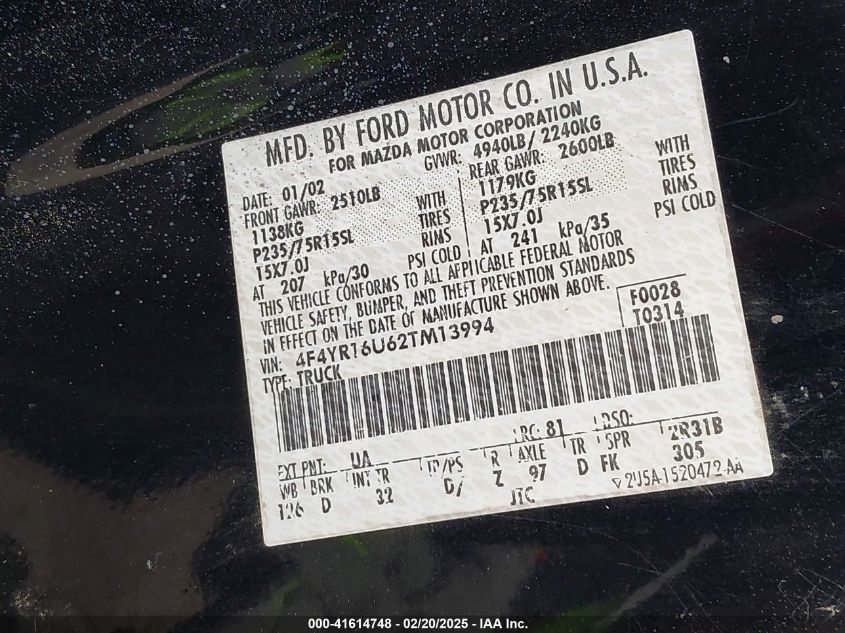 MFD. BY FORD MOTOR CO. IN U.S.A.
FOR MAZDA MOTOR CORPORATION
DATE: 01/02 GVWR: 4940LB/ 2240KG
FRONT GAWR: 2510LB REAR GAWR: 2600LB
1138KG WITH 1179KG WITH
P235/75R15SL TIRES P235/75R15SL TIRES
15X7.0J RIMS 15X7.0J RIMS
AT 207 kPa/30 PSI COLD AT 241 kPa/35 PSI COLD
THIS VEHICLE CONFORMS TO ALL APPLICABLE FEDERAL MOTOR
VEHICLE SAFETY, BUMPER, AND THEFT PREVENTION STANDARDS
IN EFFECT ON THE DATE OF MANUFACTURE SHOWN ABOVE.
VIN: 4F4YR16U62TM13994 F0028
TYPE: TRUCK T0314
EXT PNT: UA RC: 81 DSO:
WB BRK INT TR TP/PS R AXLE TR SPR 2R31B
126 D 32 Z 97 D FK 305
JTC 2U5A-1520472-AA
000-41614748 - 02/20/2025 - IAA Inc.